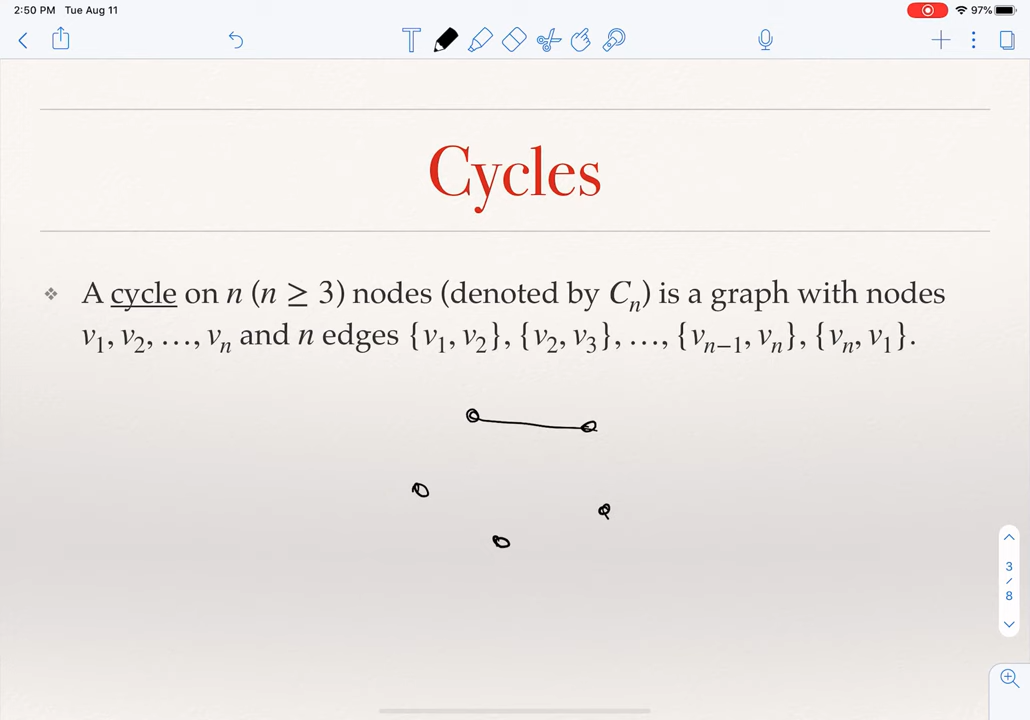 2:50 PM Tue Aug 11
97%
Cycles
❖ A cycle on n (n ≥ 3) nodes (denoted by Cₙ) is a graph with nodes
v₁, v₂, …, vₙ and n edges {v₁, v₂}, {v₂, v₃}, …, {vₙ₋₁, vₙ}, {vₙ, v₁}.
3
/
8